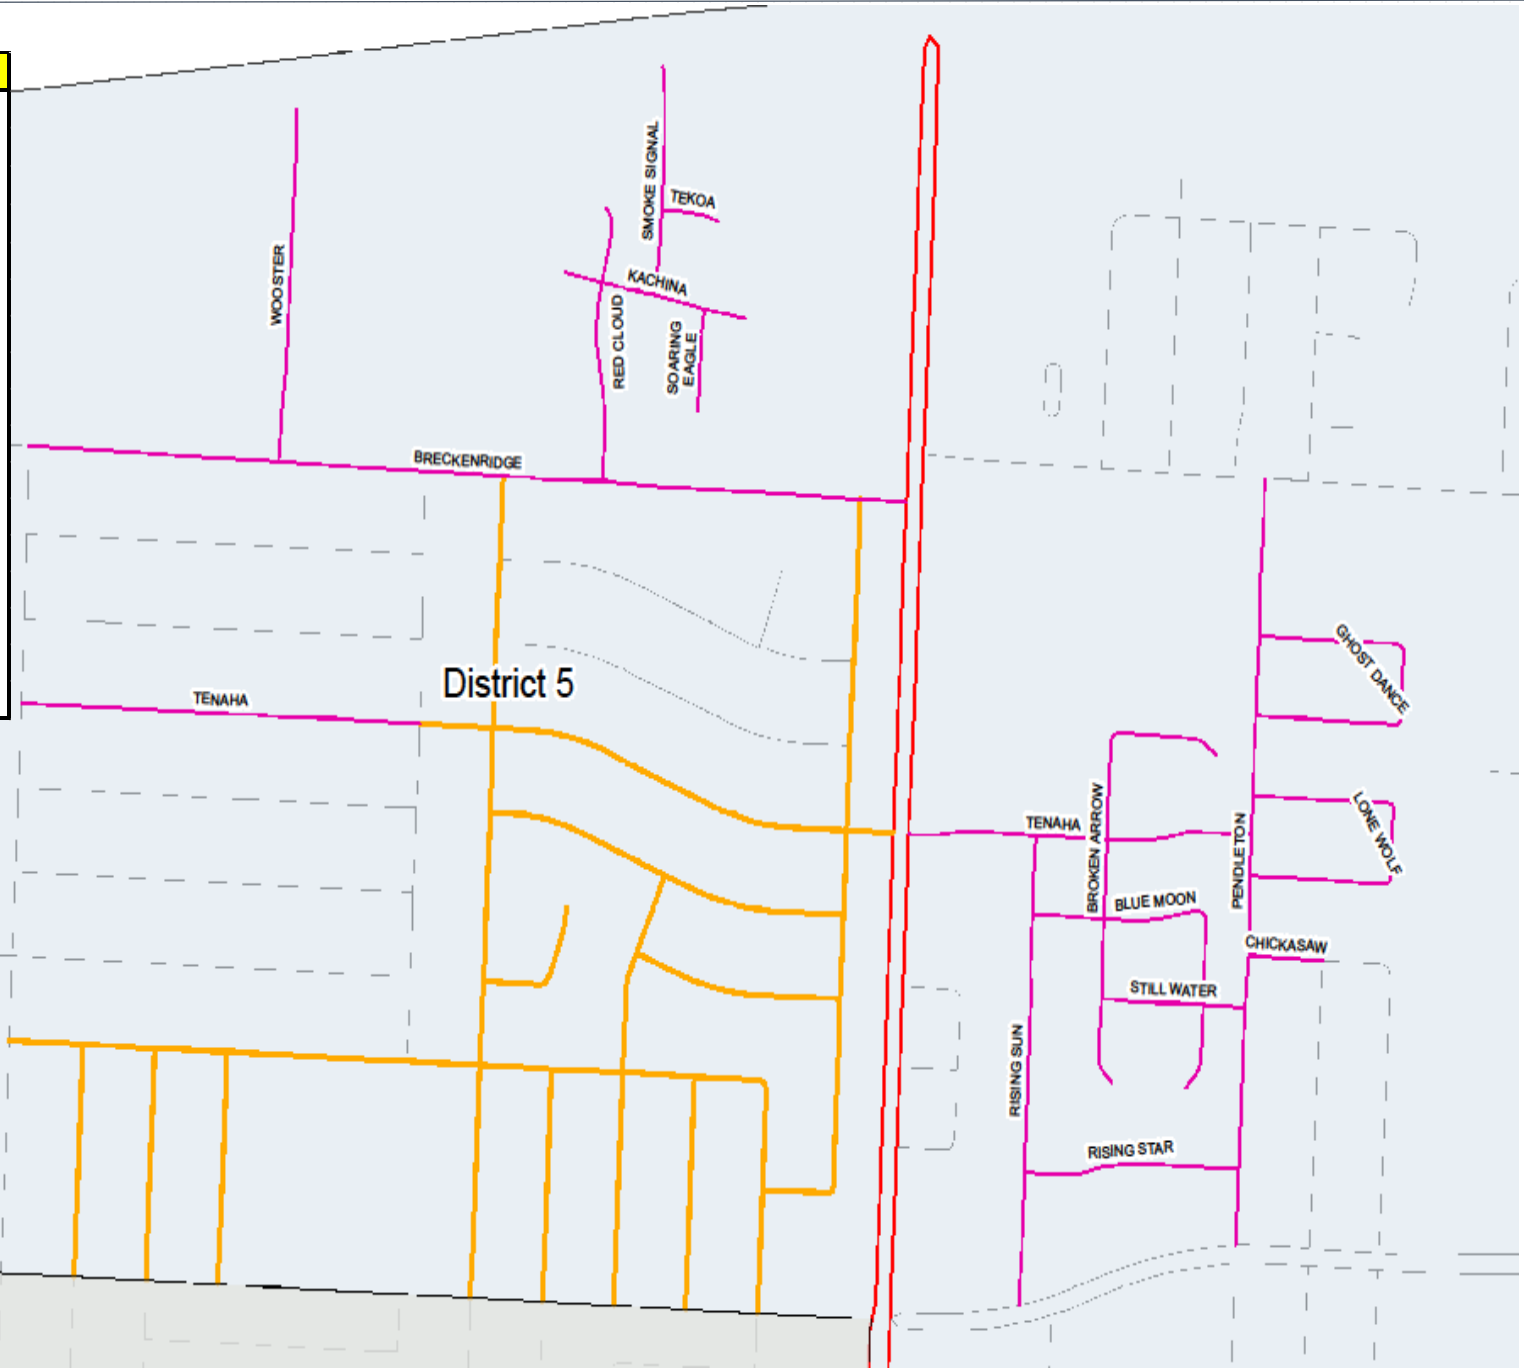 SMOKE SIGNAL
TEKOA
WOOSTER
KACHINA
RED CLOUD
SOARING
EAGLE
BRECKENRIDGE
GHOST DANCE
District 5
TENAHA
LONE WOLF
BROKEN ARROW
TENAHA
PENDLETON
BLUE MOON
CHICKASAW
STILL WATER
RISING SUN
RISING STAR